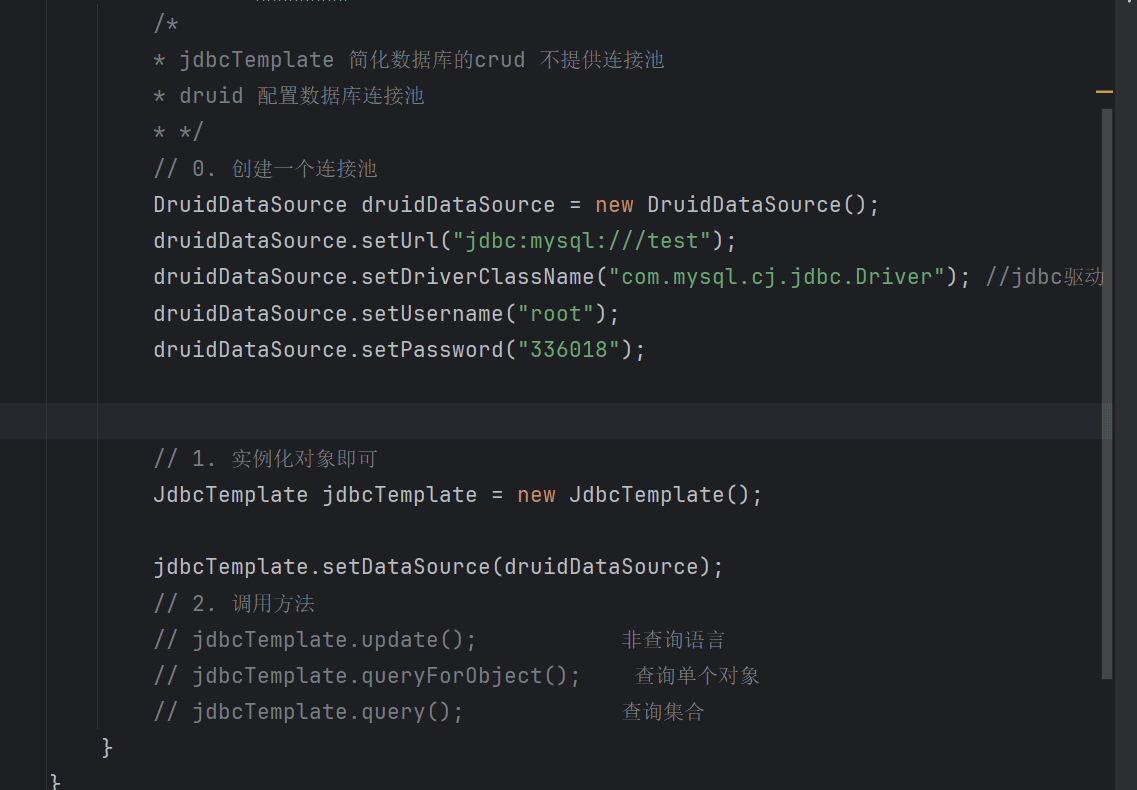 /*
* jdbcTemplate 简化数据库的crud 不提供连接池
* druid 配置数据库连接池
* */
// 0. 创建一个连接池
DruidDataSource druidDataSource = new DruidDataSource();
druidDataSource.setUrl("jdbc:mysql:///test");
druidDataSource.setDriverClassName("com.mysql.cj.jdbc.Driver"); //jdbc驱动
druidDataSource.setUsername("root");
druidDataSource.setPassword("336018");
// 1. 实例化对象即可
JdbcTemplate jdbcTemplate = new JdbcTemplate();
jdbcTemplate.setDataSource(druidDataSource);
// 2. 调用方法
// jdbcTemplate.update(); 非查询语言
// jdbcTemplate.queryForObject(); 查询单个对象
// jdbcTemplate.query(); 查询集合
}
}